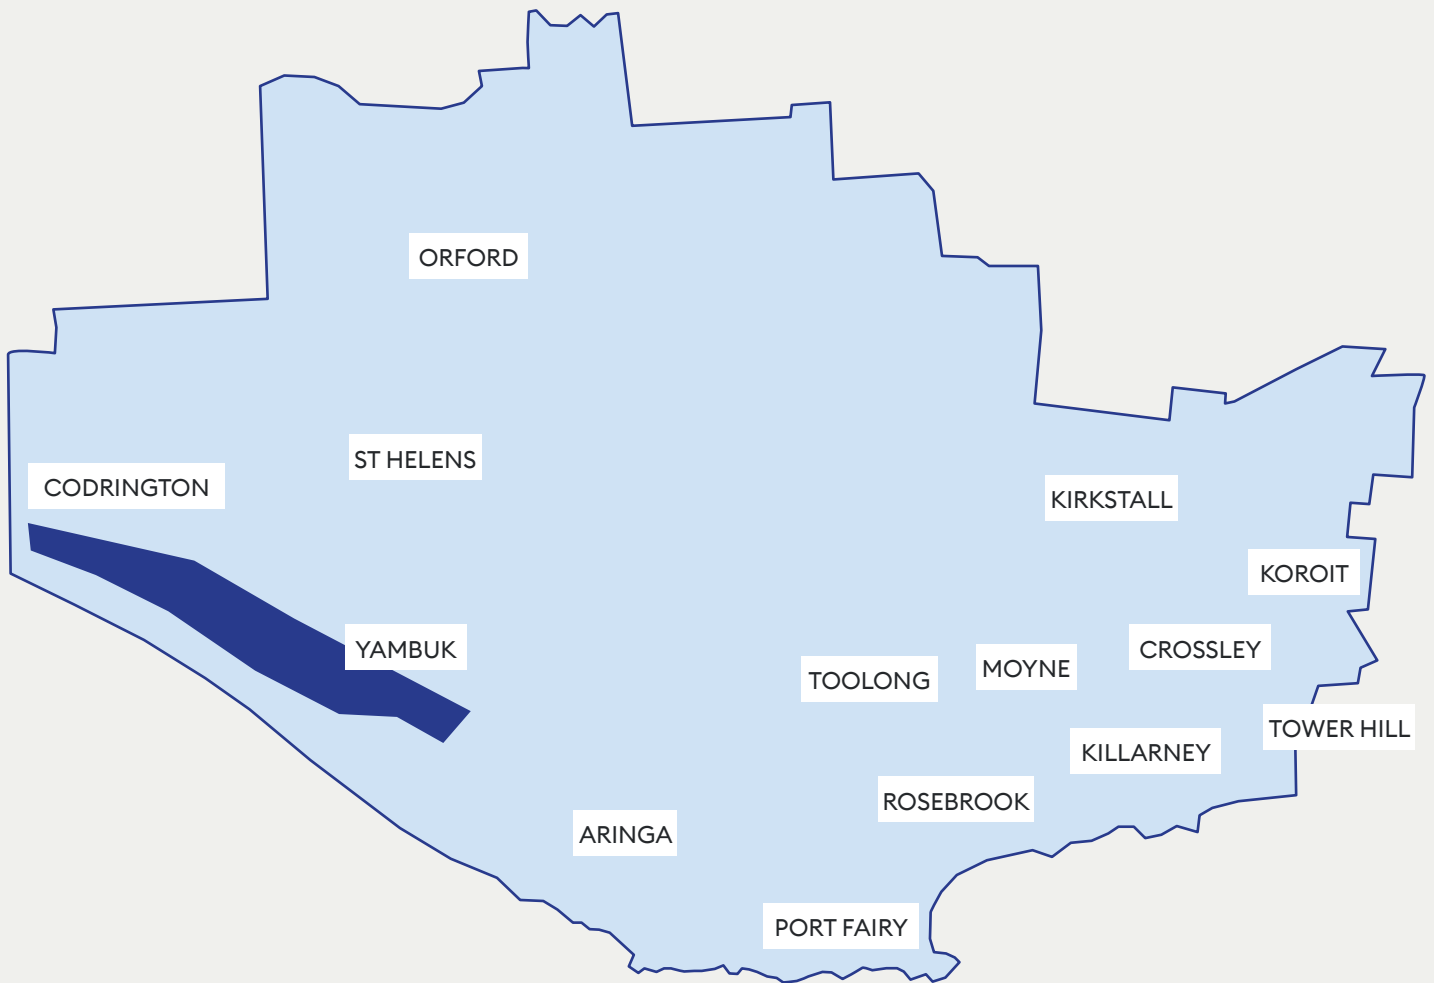 ORFORD
ST HELENS
CODRINGTON
KIRKSTALL
KOROIT
YAMBUK
CROSSLEY
MOYNE
TOOLONG
TOWER HILL
KILLARNEY
ROSEBROOK
ARINGA
PORT FAIRY